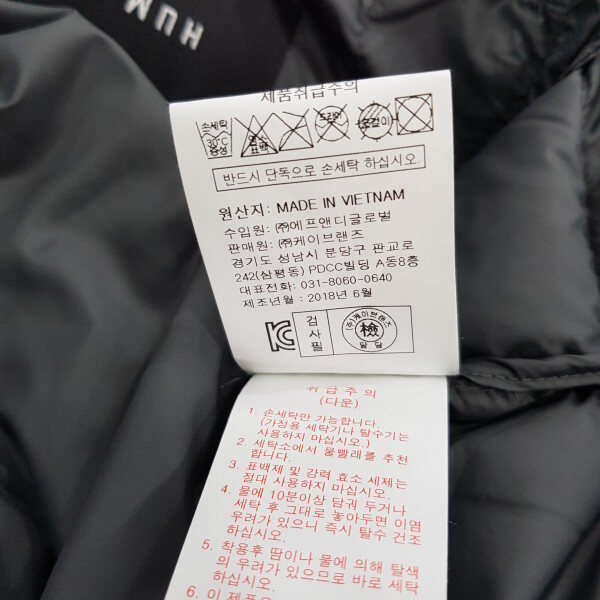 HUM
제품취급주의
손세탁
30°C
중성
염소
표백
드라이
옷걸이
반드시 단독으로 손세탁 하십시오.
원산지: MADE IN VIETNAM
수입원: ㈜에프앤디글로벌
판매원: ㈜케이브랜즈
경기도 성남시 분당구 판교로
242(삼평동) PDCC빌딩 A동8층
대표전화: 031-8060-0640
제조년월 : 2018년 6월
검
사
필
㈜케이브랜즈
檢
취급주의
(다운)
1. 손세탁만 가능합니다.
(가정용 세탁기나 탈수기는
사용하지 마십시오.)
2. 세탁소에서 물빨래를 추천
합니다.
3. 표백제 및 강력 효소 세제는
절대 사용하지 마십시오.
4. 물에 10분이상 담궈 두거나
세탁 후 그대로 놓아두면 이염
우려가 있으니 즉시 탈수 건조
하십시오.
5. 착용후 땀이나 물에 의해 탈색
의 우려가 있으므로 바로 세탁
하십시오.
6. 이 제품은